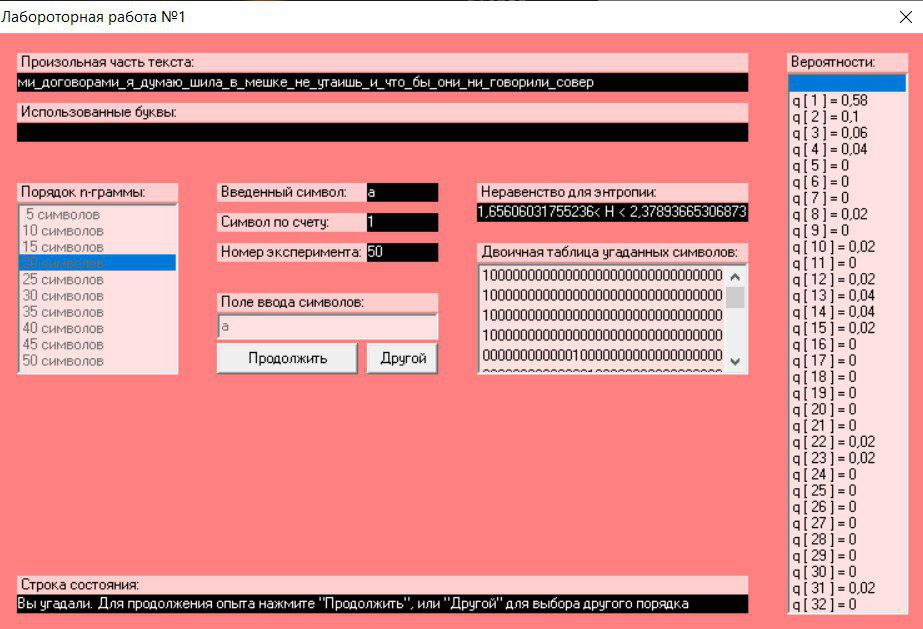 Лабороторная работа №1
Произольная часть текста:
ми_договорами_я_думаю_шила_в_мешке_не_утаишь_и_что_бы_они_ни_говорили_совер
Использованные буквы:
Порядок n-граммы:
5 символов
10 символов
15 символов
20 символов
25 символов
30 символов
35 символов
40 символов
45 символов
50 символов
Введенный символ: а
Символ по счету: 1
Номер эксперимента: 50
Поле ввода символов:
а
Продолжить
Другой
Неравенство для энтропии:
1,65606031755236< H < 2,37893665306873
Двоичная таблица угаданных символов:
10000000000000000000000000000000
10000000000000000000000000000000
10000000000000000000000000000000
10000000000000000000000000000000
00000000000010000000000000000000
Вероятности:
q [ 1 ] = 0,58
q [ 2 ] = 0,1
q [ 3 ] = 0,06
q [ 4 ] = 0,04
q [ 5 ] = 0
q [ 6 ] = 0
q [ 7 ] = 0
q [ 8 ] = 0,02
q [ 9 ] = 0
q [ 10 ] = 0,02
q [ 11 ] = 0
q [ 12 ] = 0,02
q [ 13 ] = 0,04
q [ 14 ] = 0,04
q [ 15 ] = 0,02
q [ 16 ] = 0
q [ 17 ] = 0
q [ 18 ] = 0
q [ 19 ] = 0
q [ 20 ] = 0
q [ 21 ] = 0
q [ 22 ] = 0,02
q [ 23 ] = 0,02
q [ 24 ] = 0
q [ 25 ] = 0
q [ 26 ] = 0
q [ 27 ] = 0
q [ 28 ] = 0
q [ 29 ] = 0
q [ 30 ] = 0
q [ 31 ] = 0,02
q [ 32 ] = 0
Строка состояния:
Вы угадали. Для продолжения опыта нажмите "Продолжить", или "Другой" для выбора другого порядка